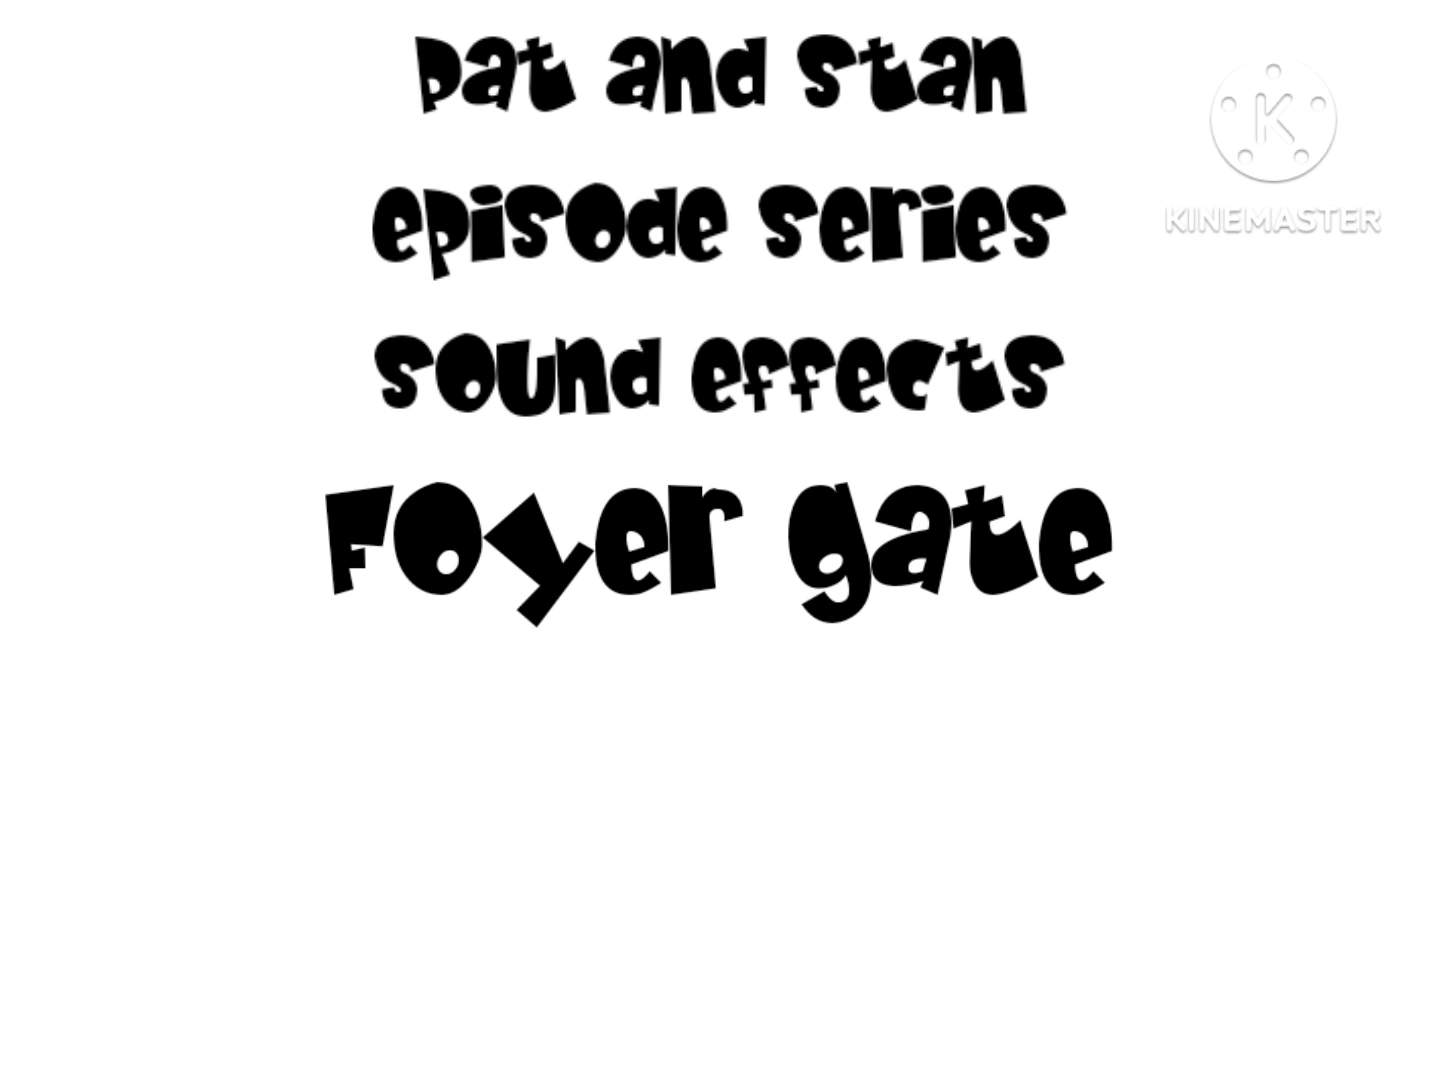 Pat and Stan
episode series
sound effects
Foyer gate
K
KINEMASTER